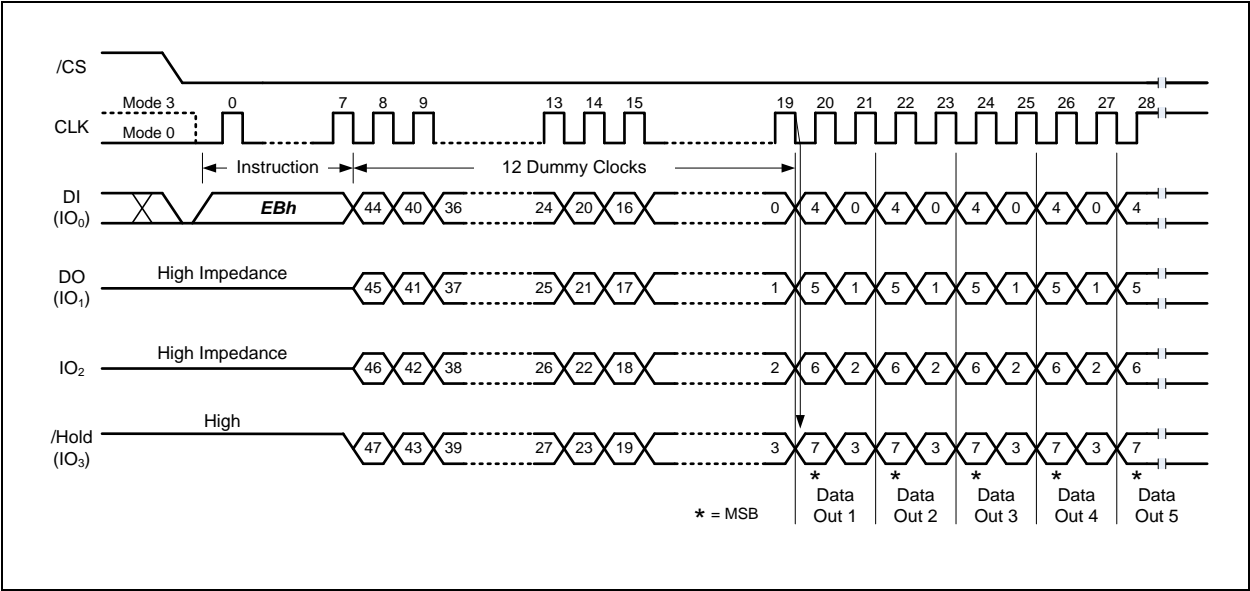 /CS
Mode 3 0 7 8 9 13 14 15 19 20 21 22 23 24 25 26 27 28
CLK
Mode 0
Instruction 12 Dummy Clocks
DI
(IO₀)
EBh 44 40 36 24 20 16 0 4 0 4 0 4 0 4 0 4
DO
(IO₁)
High Impedance 45 41 37 25 21 17 1 5 1 5 1 5 1 5 1 5
IO₂
High Impedance 46 42 38 26 22 18 2 6 2 6 2 6 2 6 2 6
/Hold
(IO₃)
High 47 43 39 27 23 19 3 7 3 7 3 7 3 7 3 7
* * * * *
* = MSB
Data
Out 1
Data
Out 2
Data
Out 3
Data
Out 4
Data
Out 5